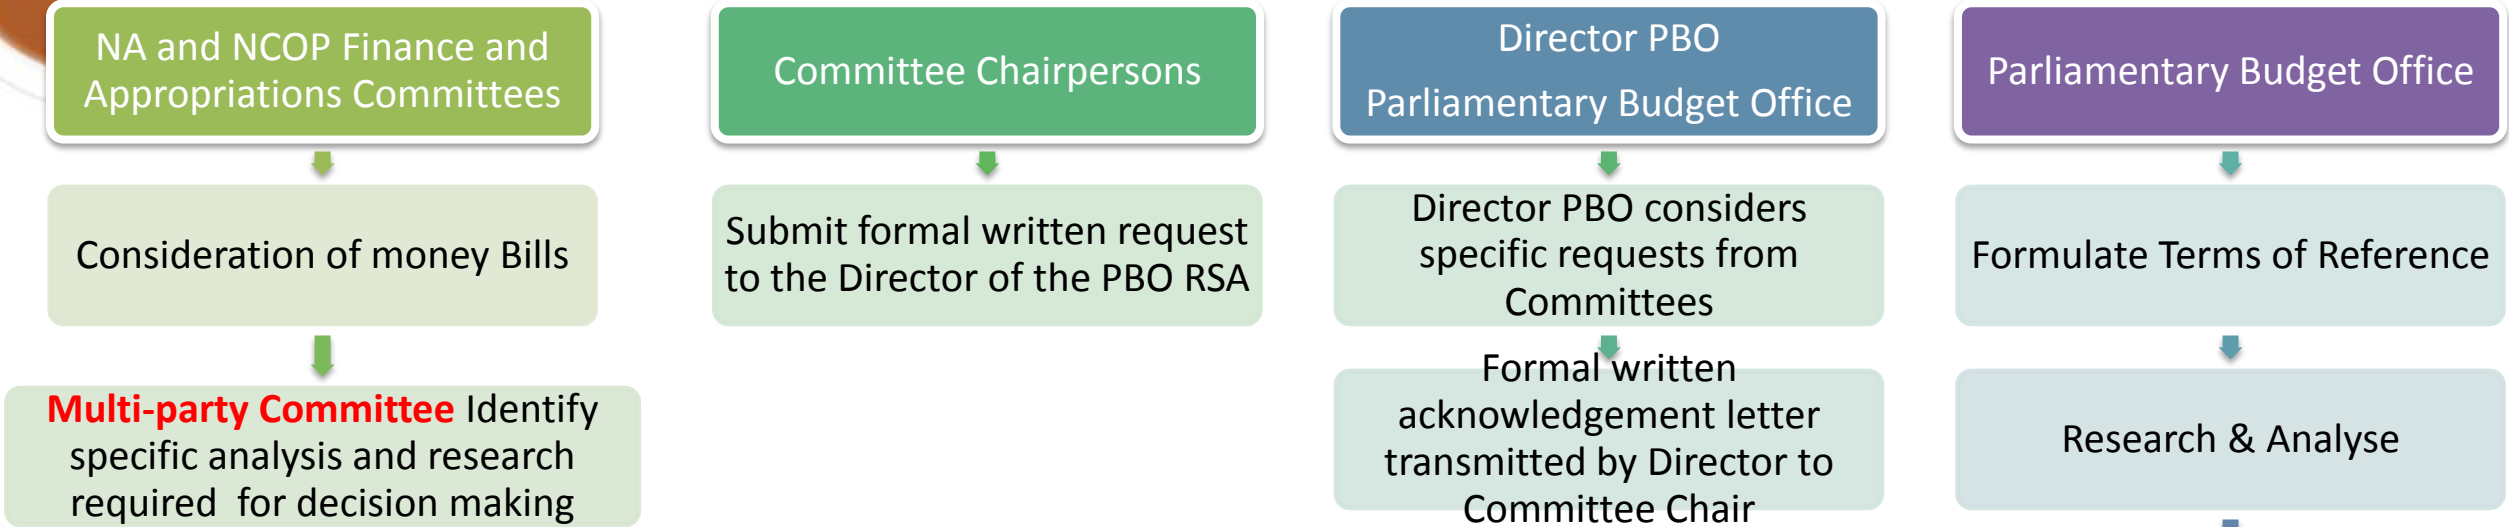 NA and NCOP Finance and
Appropriations Committees
Consideration of money Bills
Multi-party Committee Identify
specific analysis and research
required for decision making
Committee Chairpersons
Submit formal written request
to the Director of the PBO RSA
Director PBO
Parliamentary Budget Office
Director PBO considers
specific requests from
Committees
Formal written
acknowledgement letter
transmitted by Director to
Committee Chair
Parliamentary Budget Office
Formulate Terms of Reference
Research & Analyse